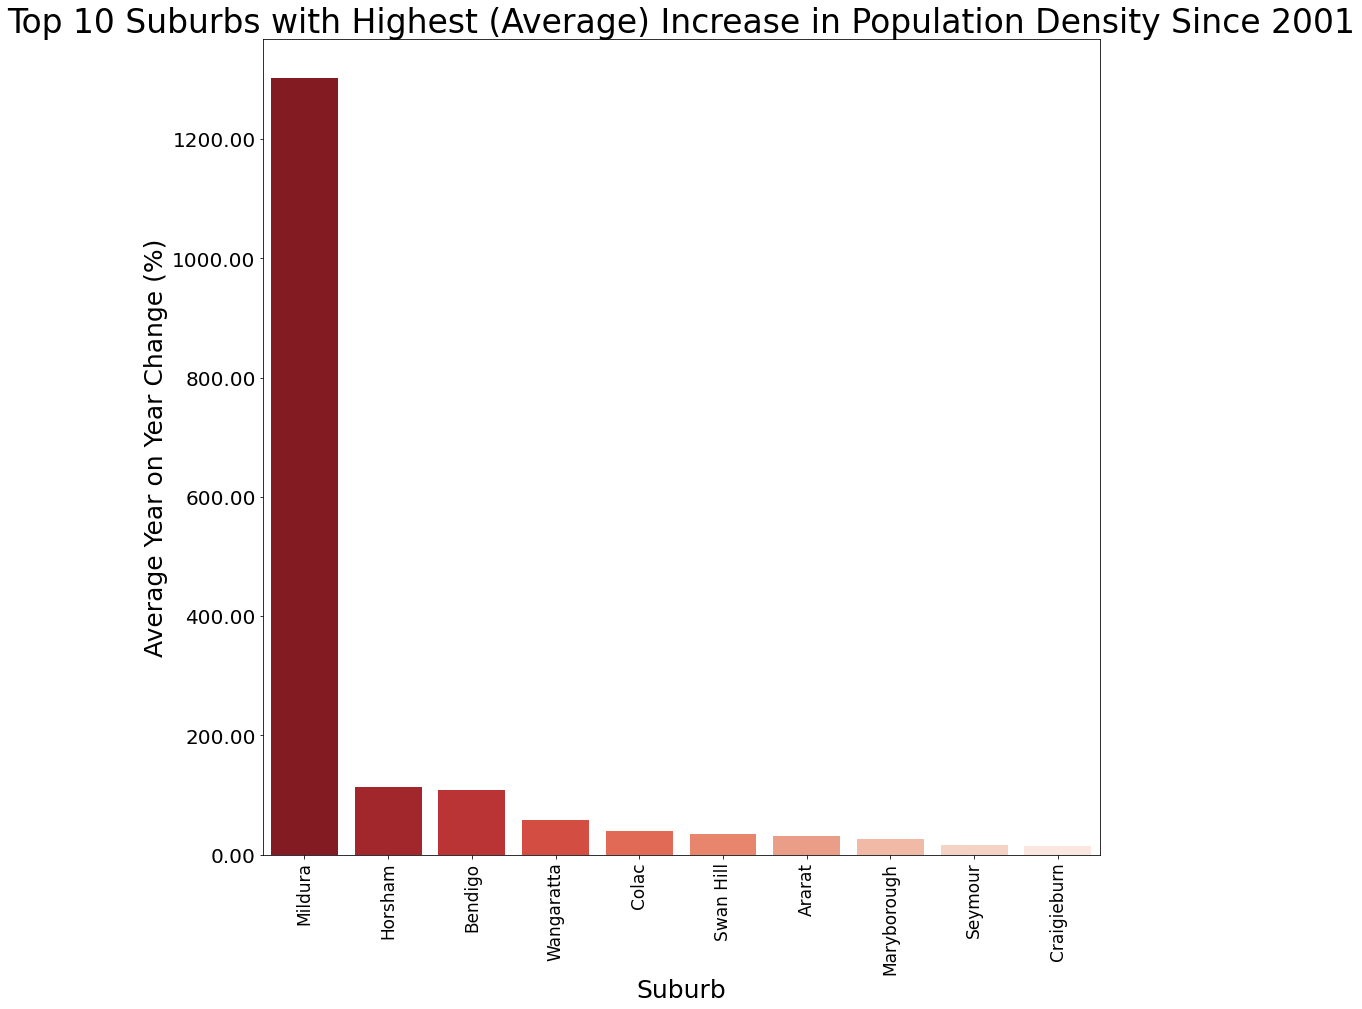 Top 10 Suburbs with Highest (Average) Increase in Population Density Since 2001
Average Year on Year Change (%)
1200.00
1000.00
800.00
600.00
400.00
200.00
0.00
Mildura
Horsham
Bendigo
Wangaratta
Colac
Swan Hill
Ararat
Maryborough
Seymour
Craigieburn
Suburb